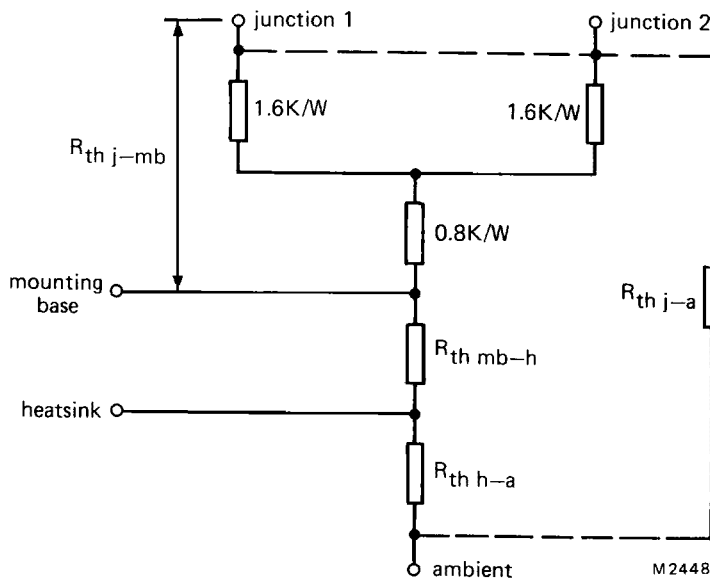 junction 1
junction 2
1.6K/W
1.6K/W
R th j–mb
0.8K/W
mounting
base
R th j–a
R th mb–h
heatsink
R th h–a
ambient
M2448